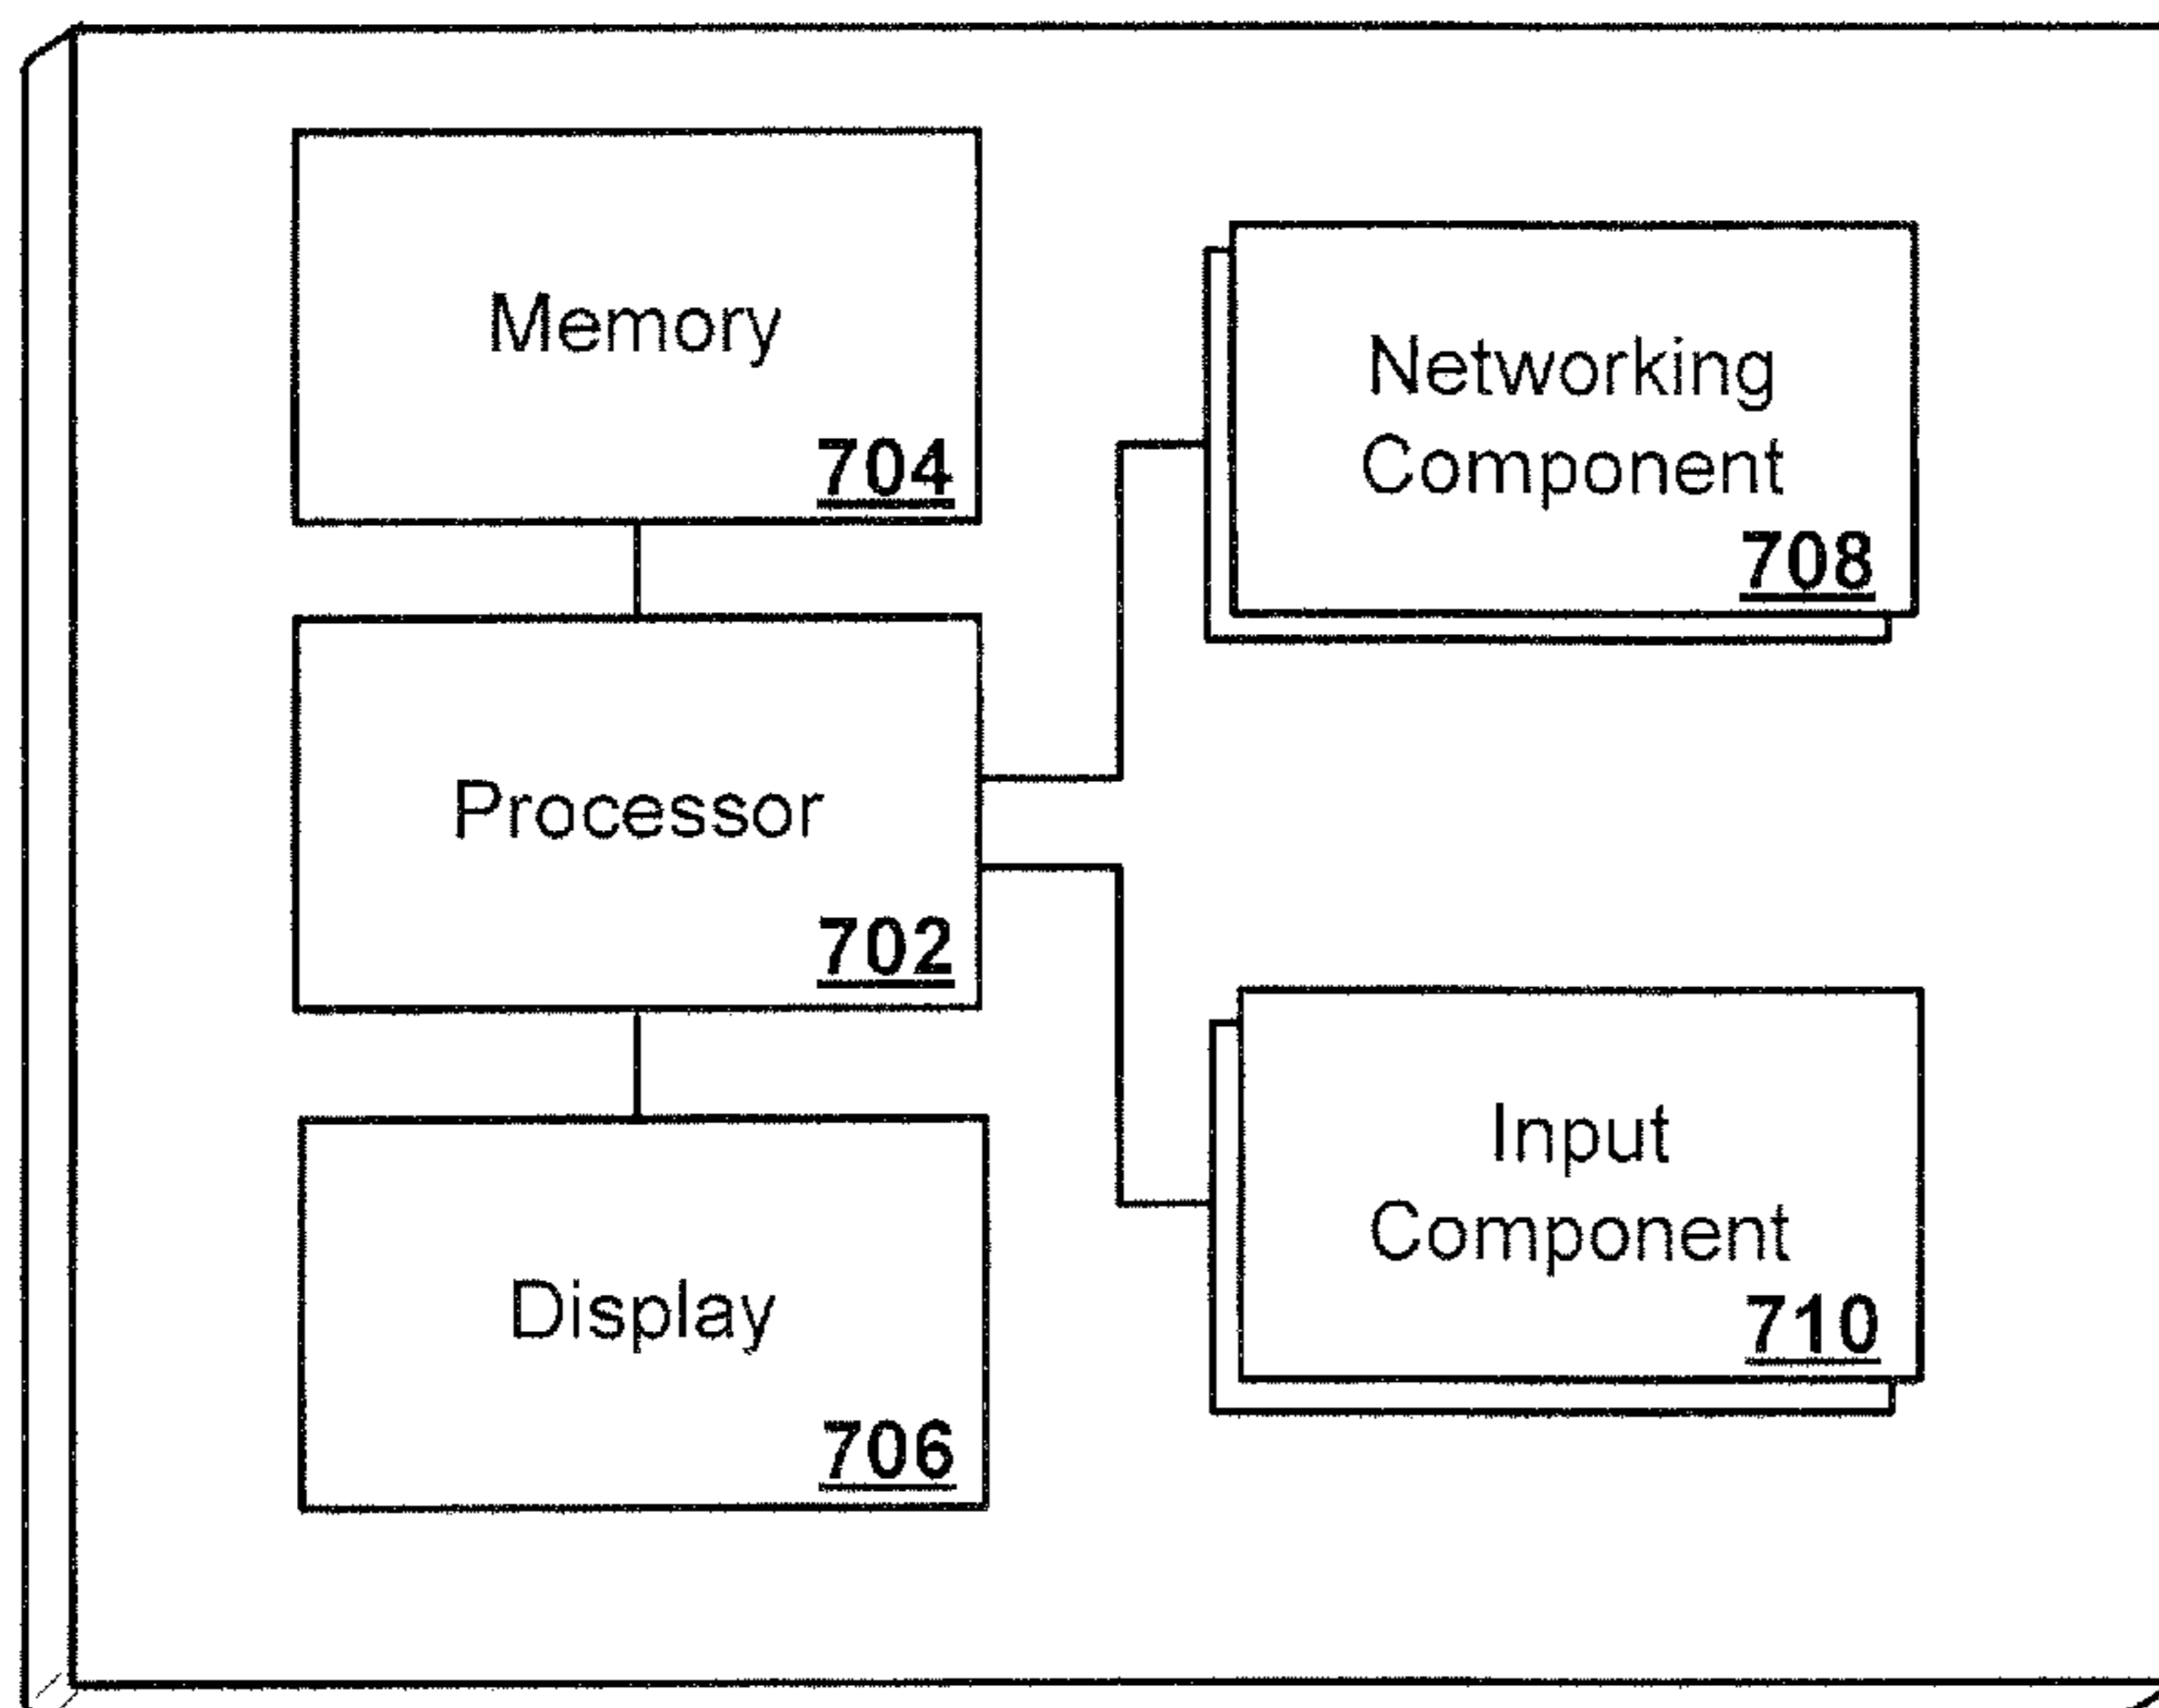 Memory
704
Networking
Component
708
Processor
702
Input
Component
710
Display
706